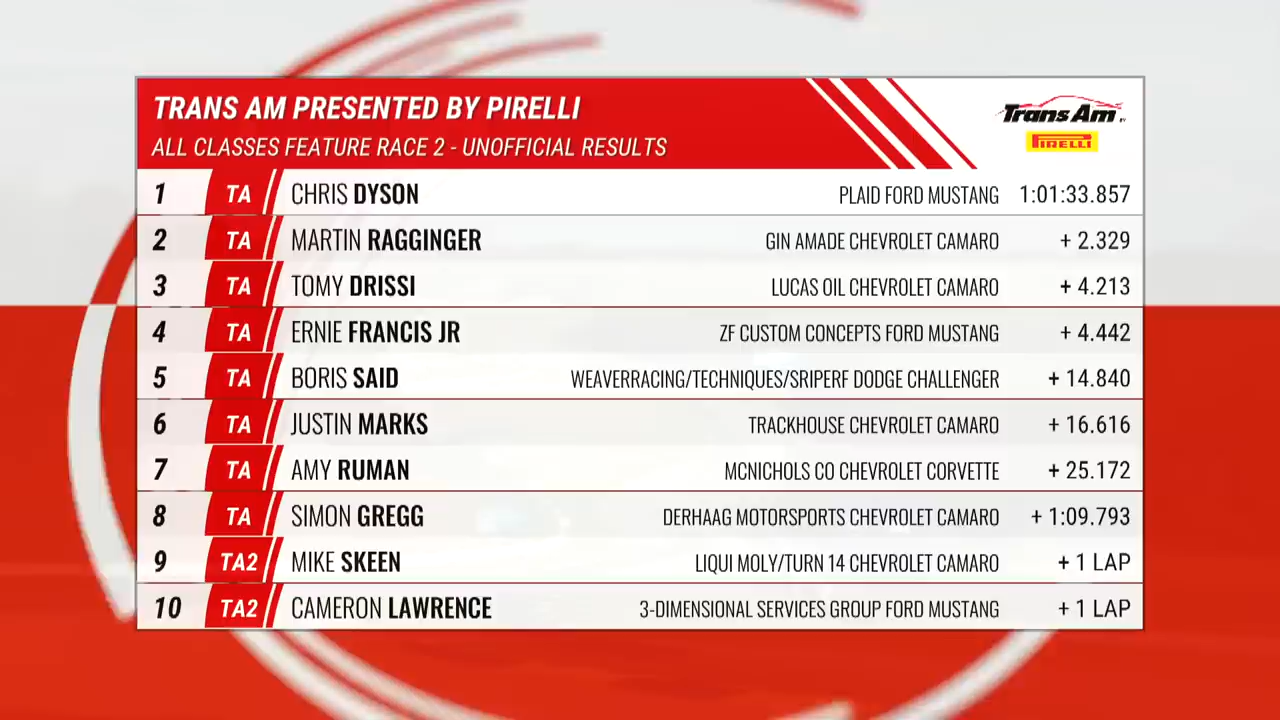 TRANS AM PRESENTED BY PIRELLI
ALL CLASSES FEATURE RACE 2 - UNOFFICIAL RESULTS
Trans Am
PIRELLI
1 TA CHRIS DYSON PLAID FORD MUSTANG 1:01:33.857
2 TA MARTIN RAGGINGER GIN AMADE CHEVROLET CAMARO + 2.329
3 TA TOMY DRISSI LUCAS OIL CHEVROLET CAMARO + 4.213
4 TA ERNIE FRANCIS JR ZF CUSTOM CONCEPTS FORD MUSTANG + 4.442
5 TA BORIS SAID WEAVERRACING/TECHNIQUES/SRIPERF DODGE CHALLENGER + 14.840
6 TA JUSTIN MARKS TRACKHOUSE CHEVROLET CAMARO + 16.616
7 TA AMY RUMAN MCNICHOLS CO CHEVROLET CORVETTE + 25.172
8 TA SIMON GREGG DERHAAG MOTORSPORTS CHEVROLET CAMARO + 1:09.793
9 TA2 MIKE SKEEN LIQUI MOLY/TURN 14 CHEVROLET CAMARO + 1 LAP
10 TA2 CAMERON LAWRENCE 3-DIMENSIONAL SERVICES GROUP FORD MUSTANG + 1 LAP